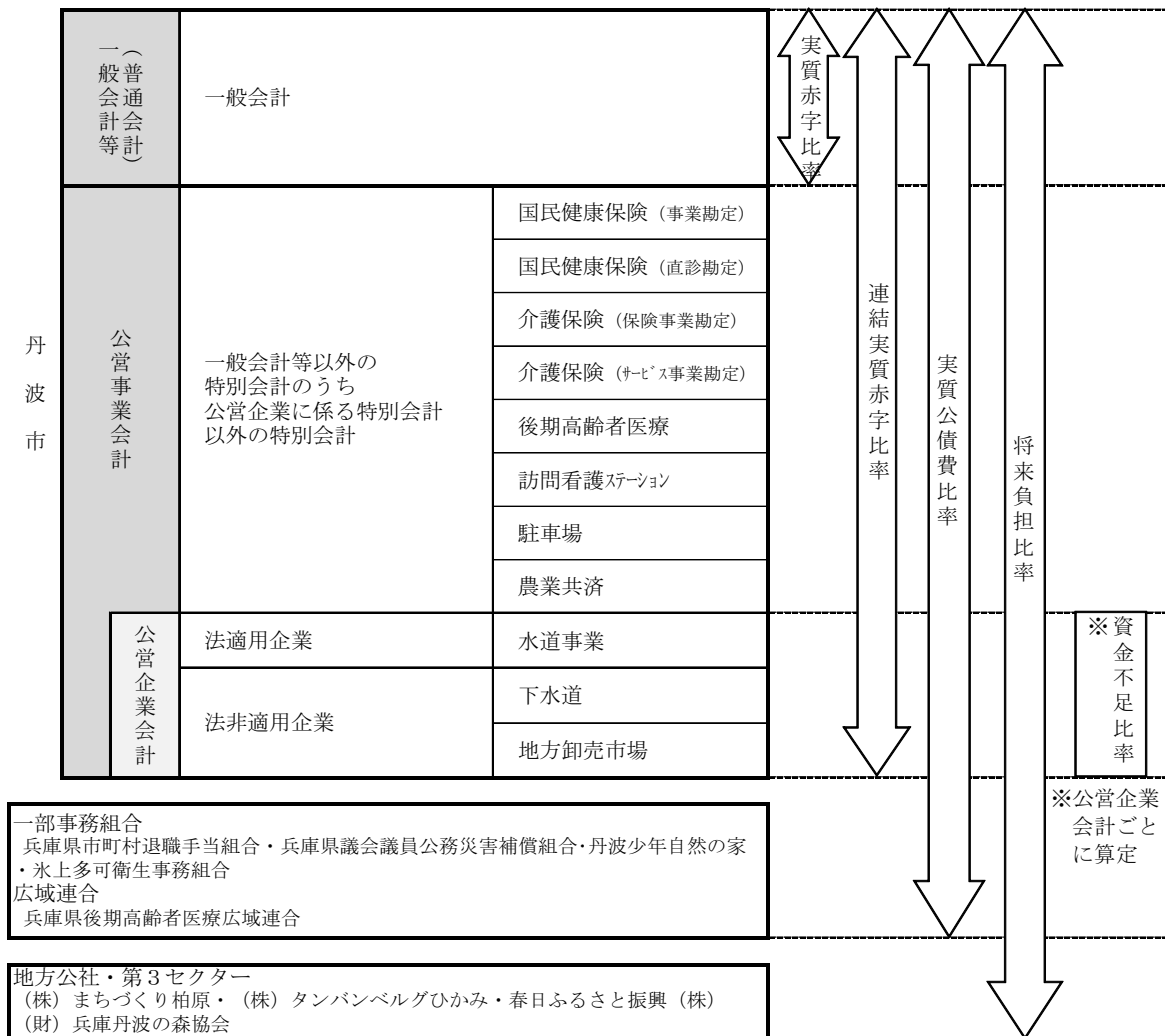 丹波市
一般会計等
(普通会計)
一般会計
実質赤字比率
連結実質赤字比率
実質公債費比率
将来負担比率
公営事業会計
一般会計等以外の
特別会計のうち
公営企業に係る特別会計
以外の特別会計
国民健康保険（事業勘定）
国民健康保険（直診勘定）
介護保険（保険事業勘定）
介護保険（ｻｰﾋﾞｽ事業勘定）
後期高齢者医療
訪問看護ｽﾃｰｼｮﾝ
駐車場
農業共済
公営企業会計
法適用企業
水道事業
法非適用企業
下水道
地方卸売市場
※資金不足比率
※公営企業
会計ごと
に算定
一部事務組合
兵庫県市町村退職手当組合・兵庫県議会議員公務災害補償組合・丹波少年自然の家
・氷上多可衛生事務組合
広域連合
兵庫県後期高齢者医療広域連合
地方公社・第３セクター
（株）まちづくり柏原・（株）タンバンベルグひかみ・春日ふるさと振興（株）
（財）兵庫丹波の森協会